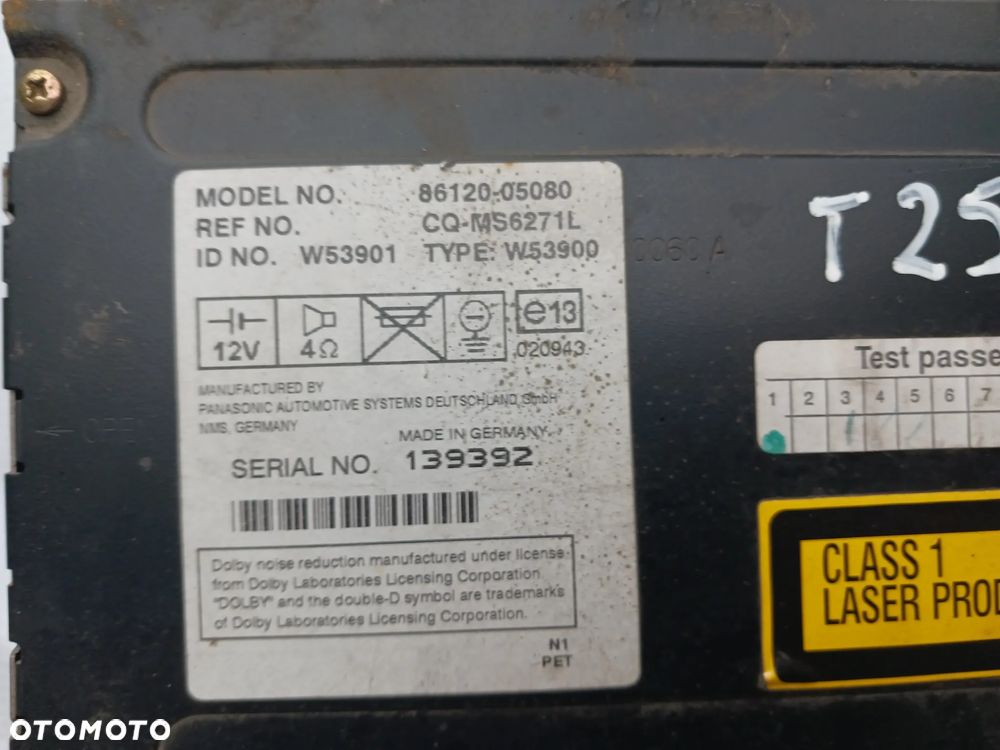 MODEL NO. 86120-05080
REF NO. CQ-MS6271L
ID NO. W53901 TYPE: W53900
12V
4Ω
e13
020943
MANUFACTURED BY
PANASONIC AUTOMOTIVE SYSTEMS DEUTSCHLAND GmbH
NMS, GERMANY
MADE IN GERMANY
SERIAL NO. 139392
Dolby noise reduction manufactured under license
from Dolby Laboratories Licensing Corporation
"DOLBY" and the double-D symbol are trademarks
of Dolby Laboratories Licensing Corporation.
N1
PET
0060A
T 25
Test passe
1 2 3 4 5 6 7
CLASS 1
LASER PROD
OTOMOTO